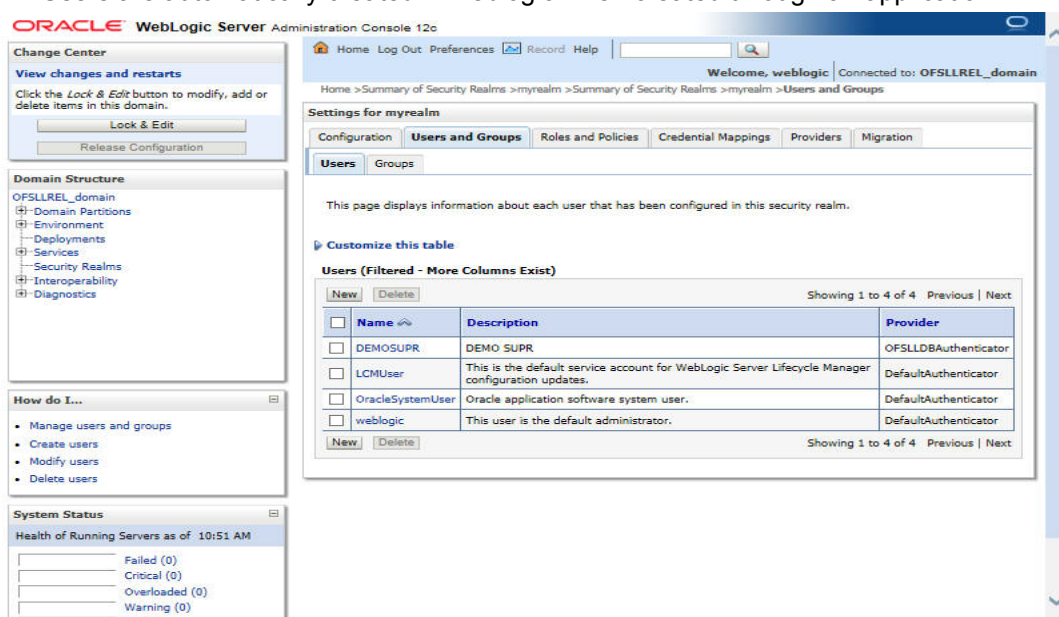 ORACLE WebLogic Server Administration Console 12c
Change Center
View changes and restarts
Click the Lock & Edit button to modify, add or
delete items in this domain.
Lock & Edit
Release Configuration
Domain Structure
OFSLLREL_domain
Domain Partitions
Environment
Deployments
Services
Security Realms
Interoperability
Diagnostics
How do I...
• Manage users and groups
• Create users
• Modify users
• Delete users
System Status
Health of Running Servers as of 10:51 AM
Failed (0)
Critical (0)
Overloaded (0)
Warning (0)
Home Log Out Preferences Record Help
Welcome, weblogic Connected to: OFSLLREL_domain
Home >Summary of Security Realms >myrealm >Summary of Security Realms >myrealm >Users and Groups
Settings for myrealm
Configuration Users and Groups Roles and Policies Credential Mappings Providers Migration
Users Groups
This page displays information about each user that has been configured in this security realm.
Customize this table
Users (Filtered - More Columns Exist)
New Delete Showing 1 to 4 of 4 Previous | Next
Name Description Provider
DEMOSUPR DEMO SUPR OFSLLDBAuthenticator
LCMUser This is the default service account for WebLogic Server Lifecycle Manager configuration updates. DefaultAuthenticator
OracleSystemUser Oracle application software system user. DefaultAuthenticator
weblogic This user is the default administrator. DefaultAuthenticator
New Delete Showing 1 to 4 of 4 Previous | Next